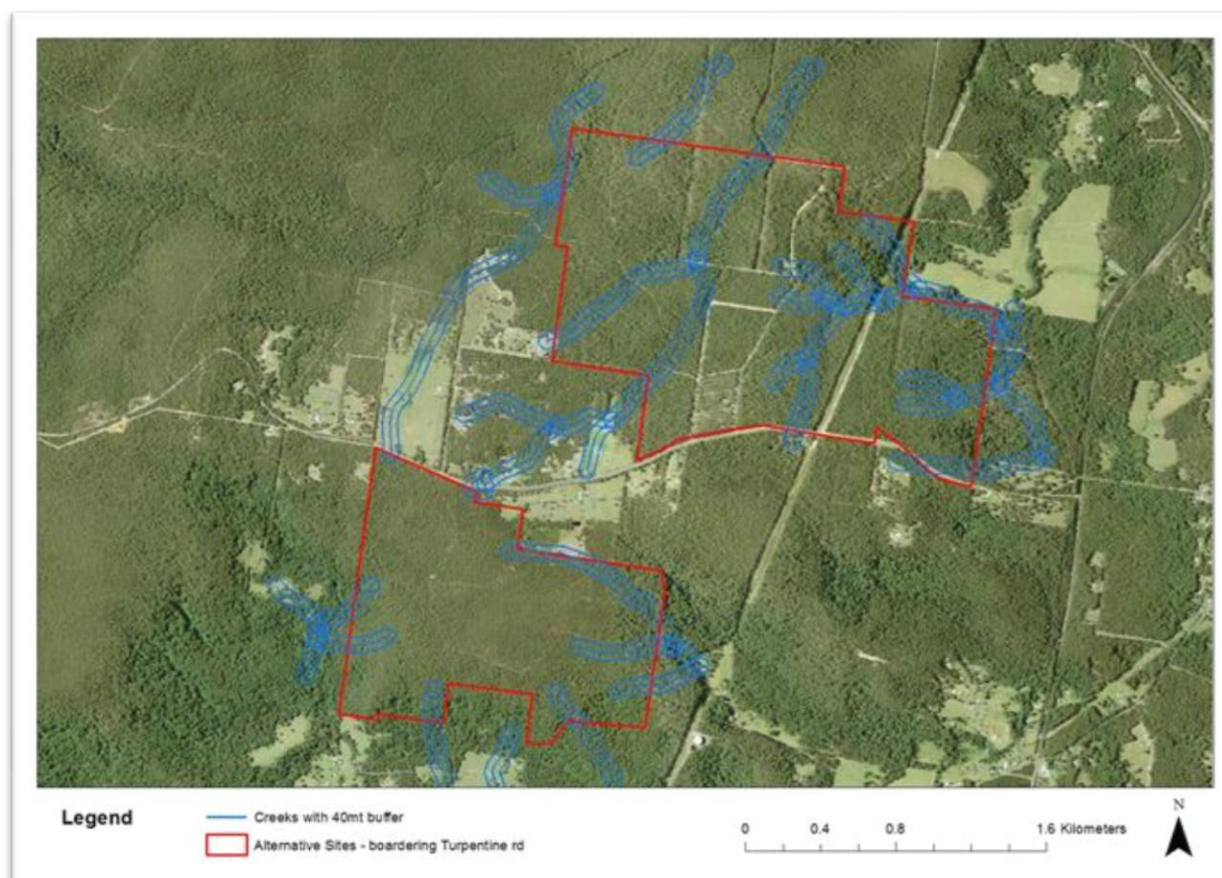 N
Legend
Creeks with 40mt buffer
Alternative Sites - boardering Turpentine rd
0 0.4 0.8 1.6 Kilometers